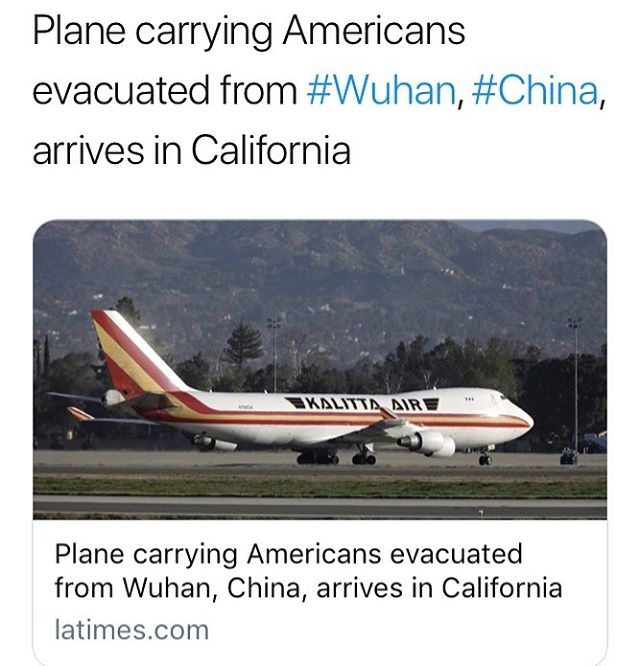 Plane carrying Americans
evacuated from #Wuhan, #China,
arrives in California
KALITTA AIR
Plane carrying Americans evacuated
from Wuhan, China, arrives in California
latimes.com